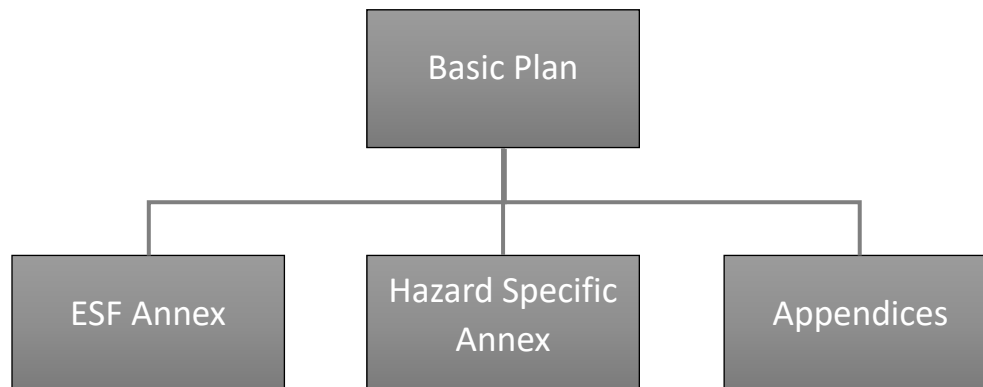 Basic Plan
ESF Annex
Hazard Specific
Annex
Appendices